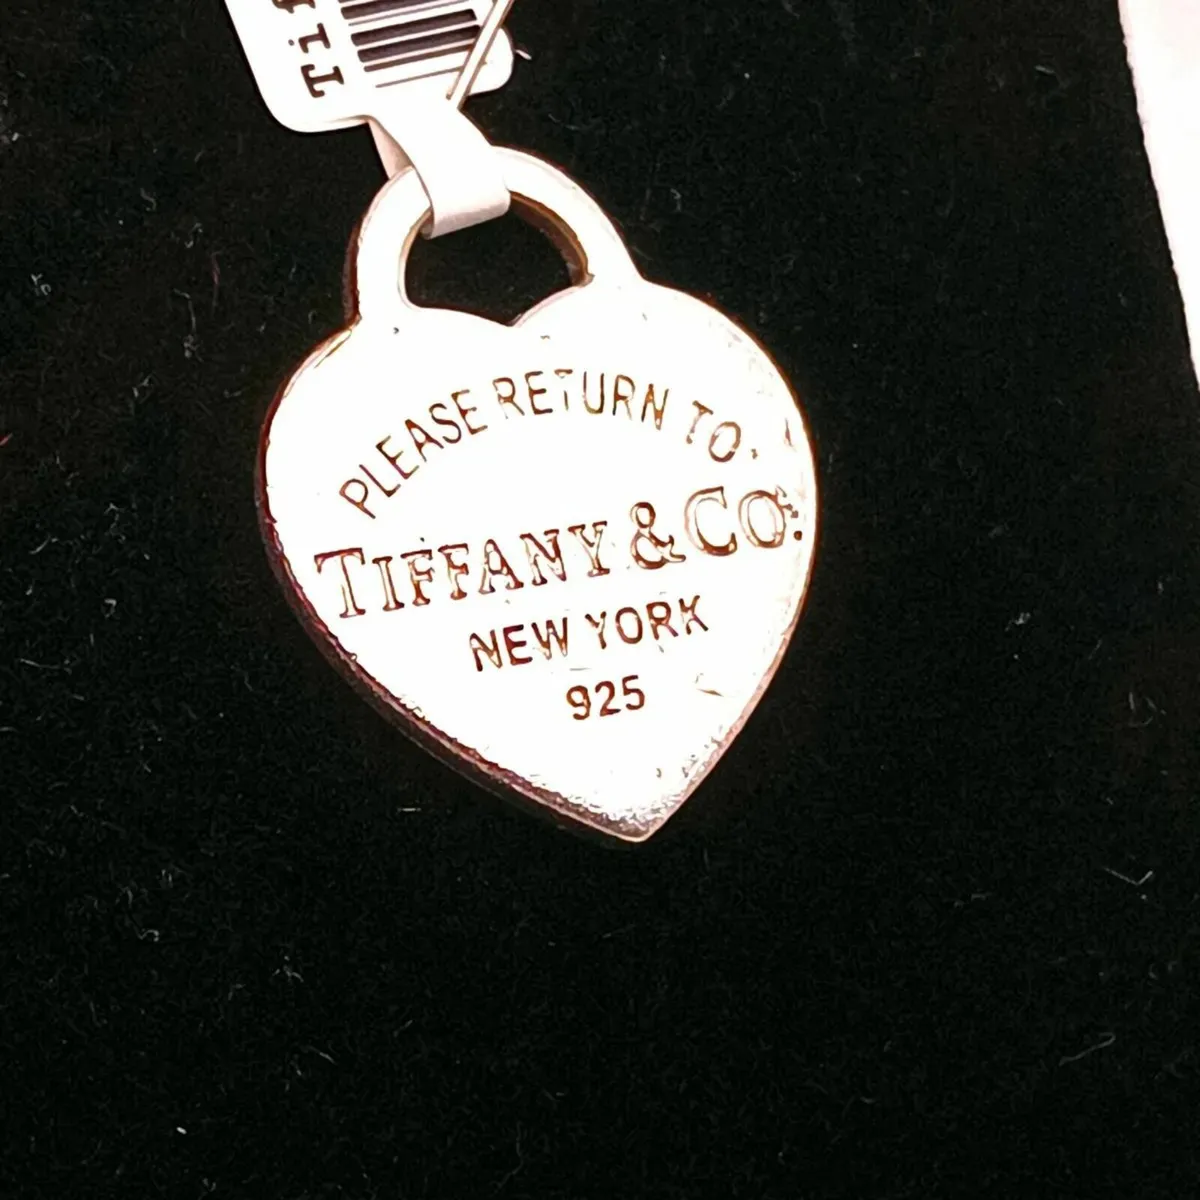 PLEASE RETURN TO
TIFFANY & CO.
NEW YORK
925